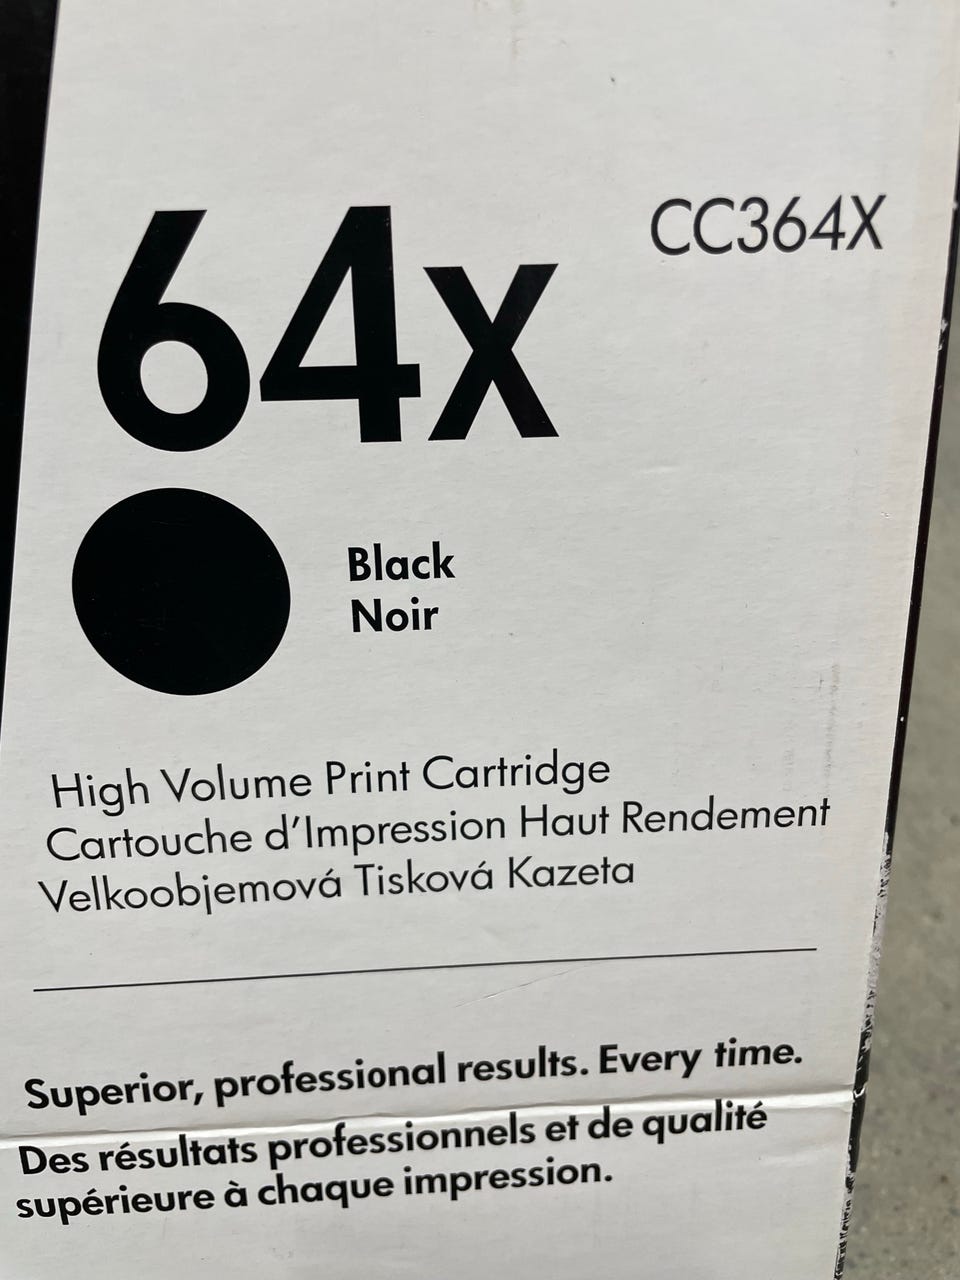 64X
CC364X
Black
Noir
High Volume Print Cartridge
Cartouche d'Impression Haut Rendement
Velkoobjemová Tisková Kazeta
Superior, professional results. Every time.
Des résultats professionnels et de qualité
supérieure à chaque impression.